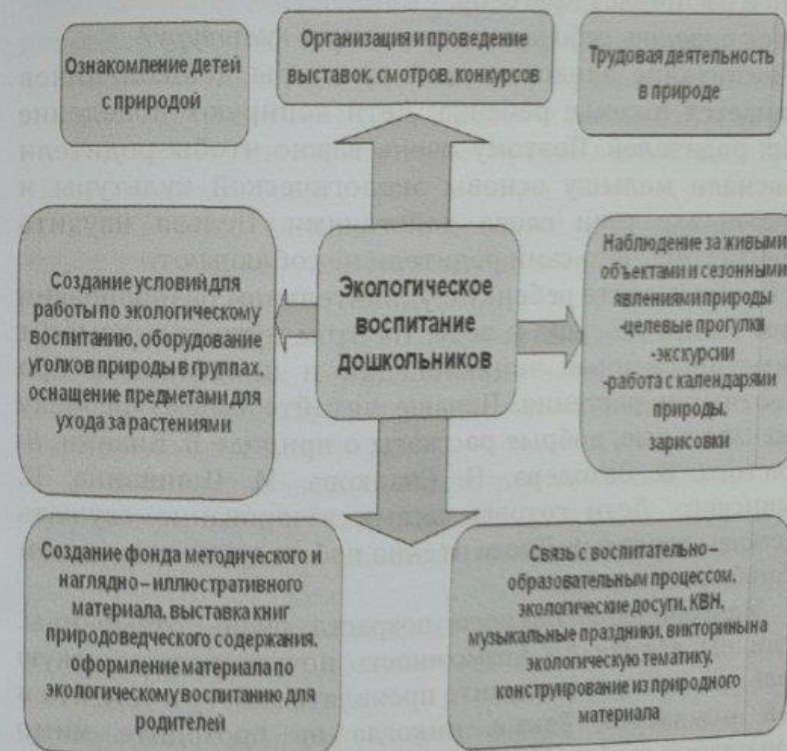 Ознакомление детей
с природой
Организация и проведение
выставок, смотров, конкурсов
Трудовая деятельность
в природе
Создание условий для
работы по экологическому
воспитанию, оборудование
уголков природы в группах,
оснащение предметами для
ухода за растениями
Экологическое
воспитание
дошкольников
Наблюдение за живыми
объектами и сезонными
явлениями природы
-целевые прогулки
-экскурсии
-работа с календарями
природы,
зарисовки
Создание фонда методического и
наглядно – иллюстративного
материала, выставка книг
природоведческого содержания,
оформление материала по
экологическому воспитанию для
родителей
Связь с воспитательно –
образовательным процессом,
экологические досуги, КВН,
музыкальные праздники, викторины на
экологическую тематику,
конструирование из природного
материала